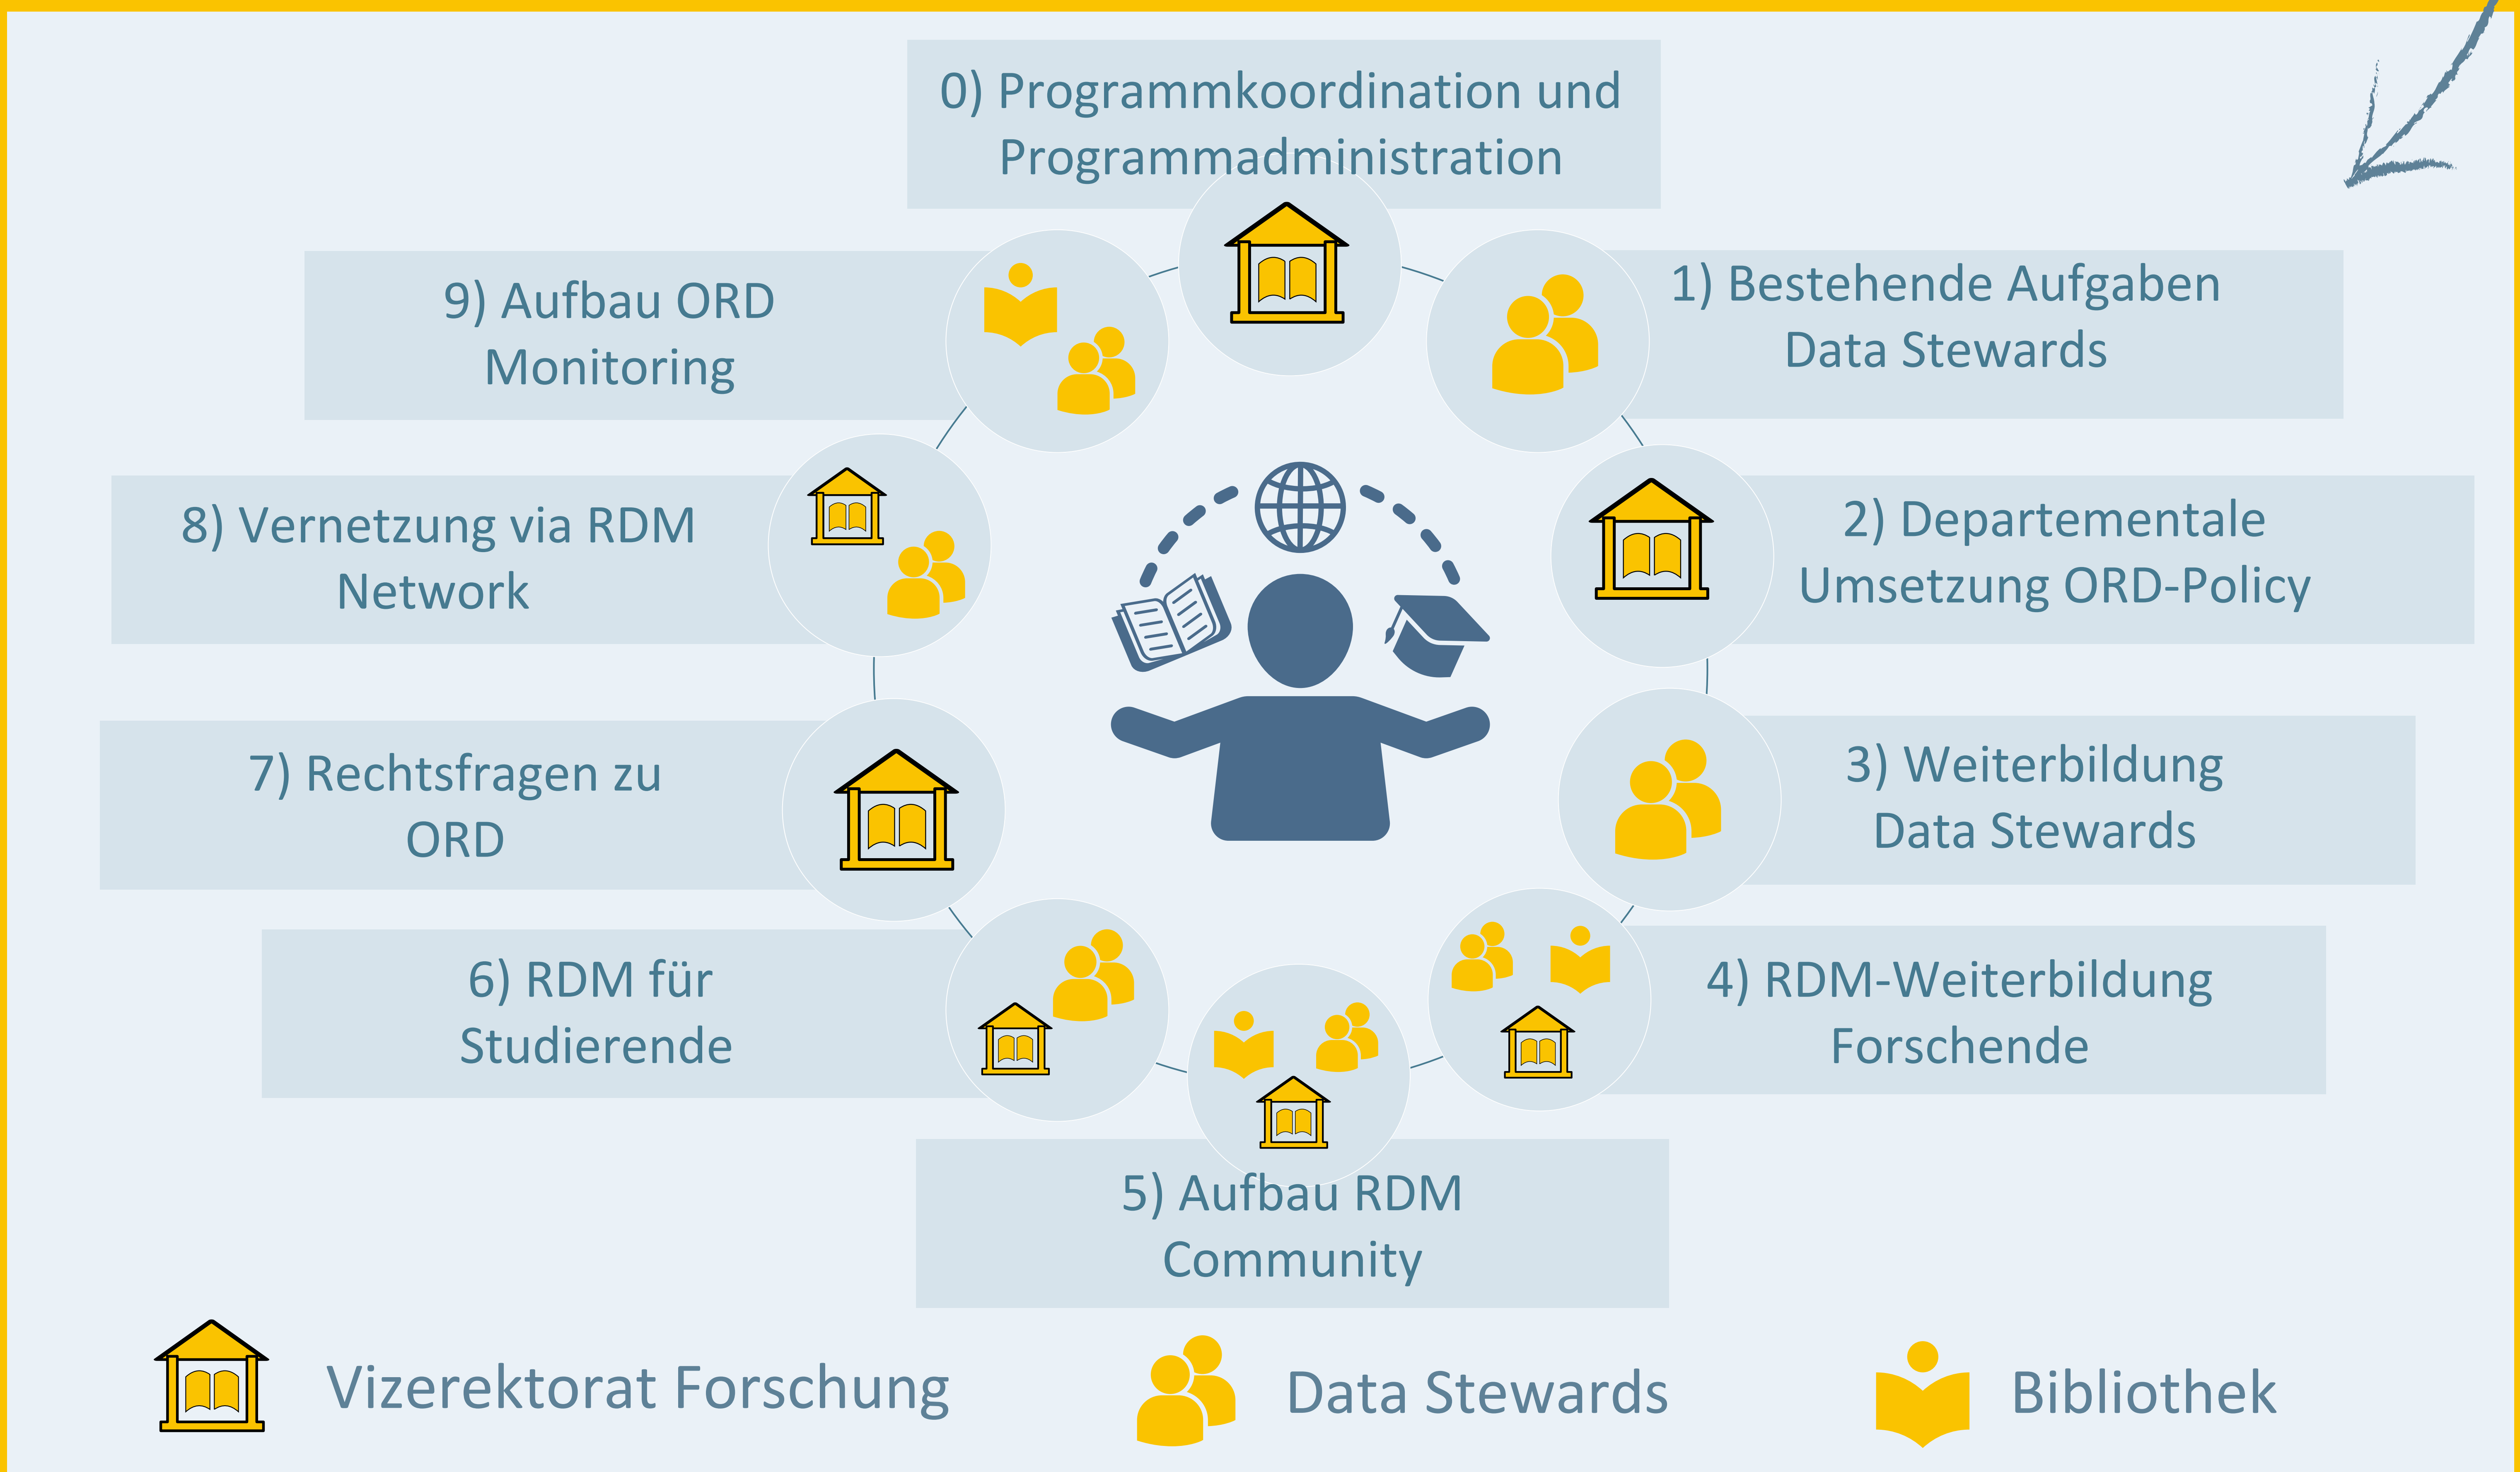 0) Programmkoordination und
Programmadministration
1) Bestehende Aufgaben
Data Stewards
2) Departementale
Umsetzung ORD-Policy
3) Weiterbildung
Data Stewards
4) RDM-Weiterbildung
Forschende
5) Aufbau RDM
Community
6) RDM für
Studierende
7) Rechtsfragen zu
ORD
8) Vernetzung via RDM
Network
9) Aufbau ORD
Monitoring
Vizerektorat Forschung
Data Stewards
Bibliothek